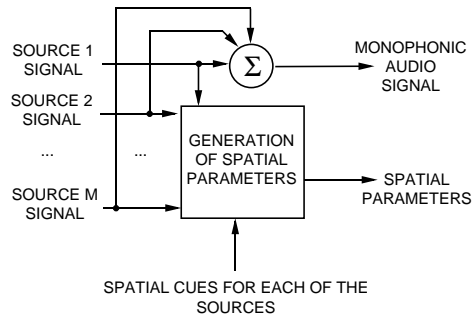 SOURCE 1
SIGNAL
SOURCE 2
SIGNAL
...
...
SOURCE M
SIGNAL
Σ
MONOPHONIC
AUDIO
SIGNAL
GENERATION
OF SPATIAL
PARAMETERS
SPATIAL
PARAMETERS
SPATIAL CUES FOR EACH OF THE
SOURCES